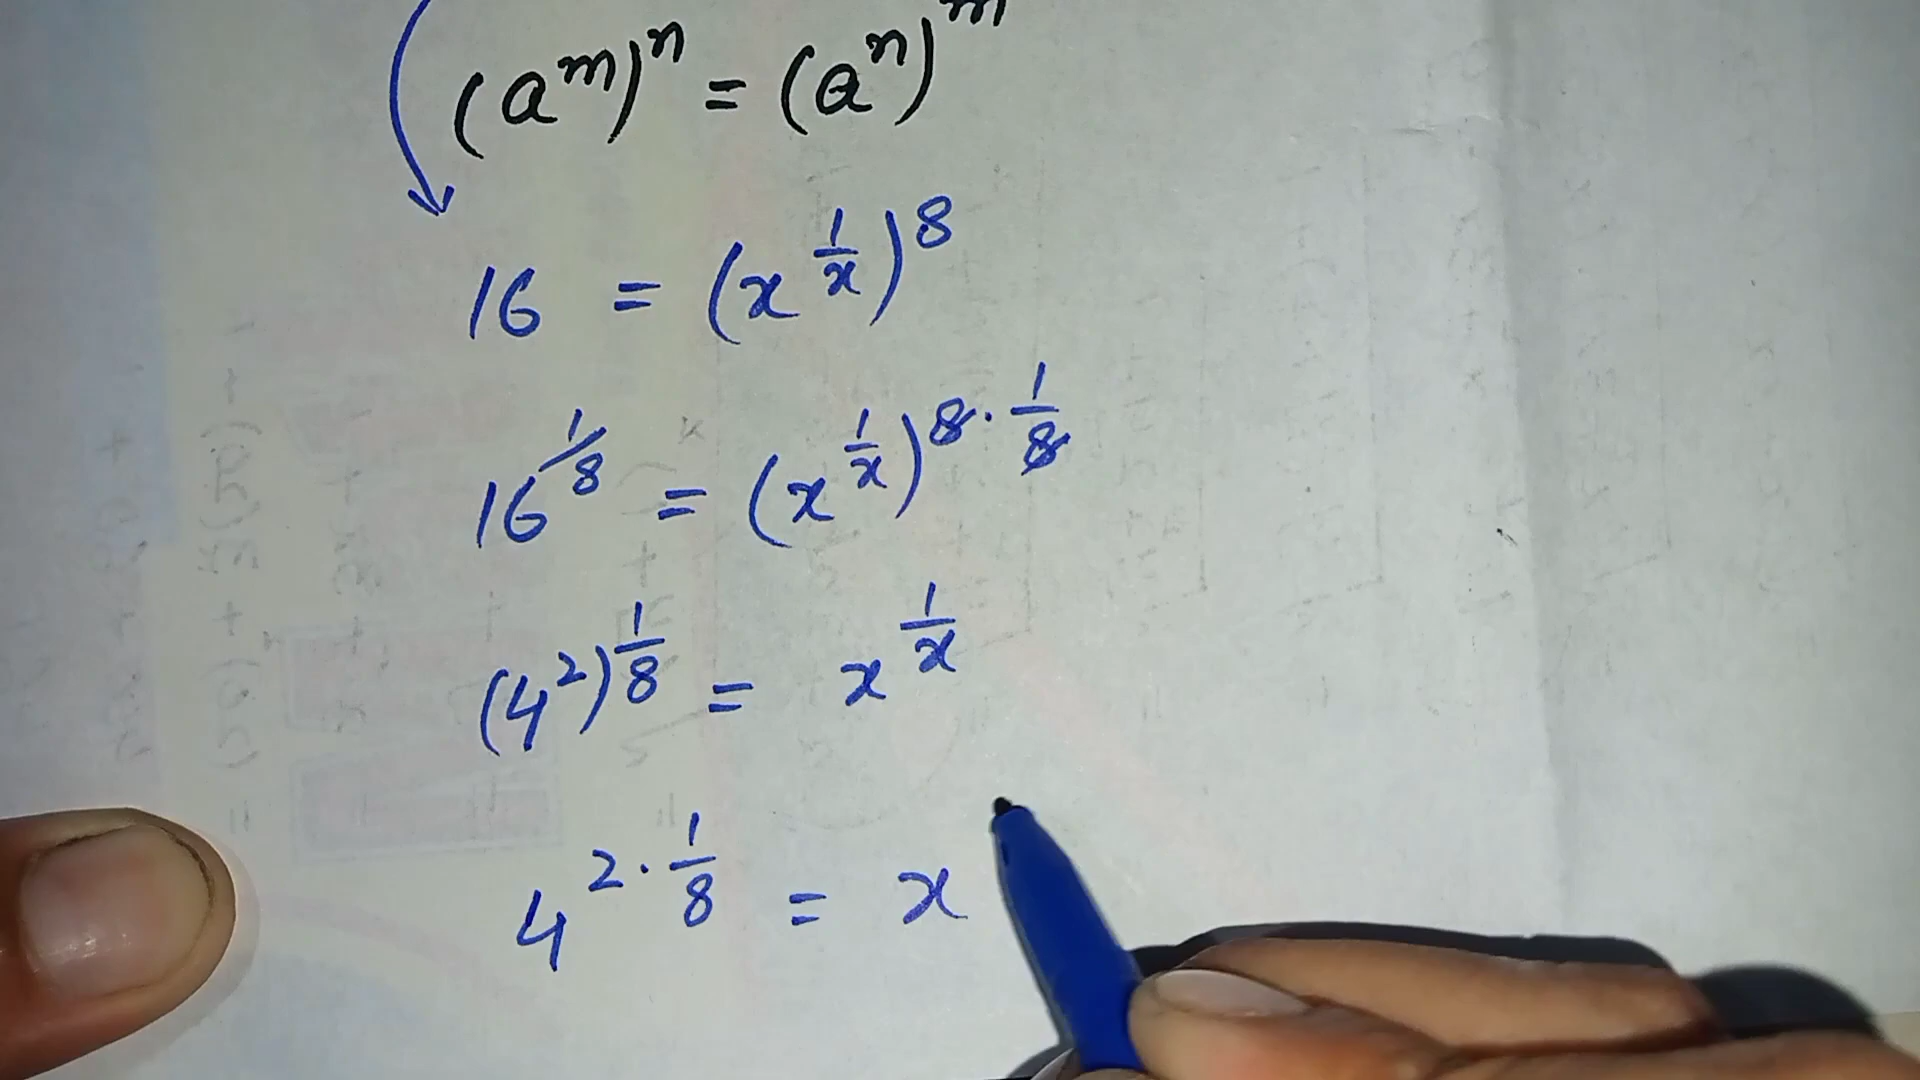 (a^m)^n = (a^n)^m
16 = (x^(1/x))^8
16^(1/8) = (x^(1/x))^(8·1/8)
(4^2)^(1/8) = x^(1/x)
4^(2·1/8) = x